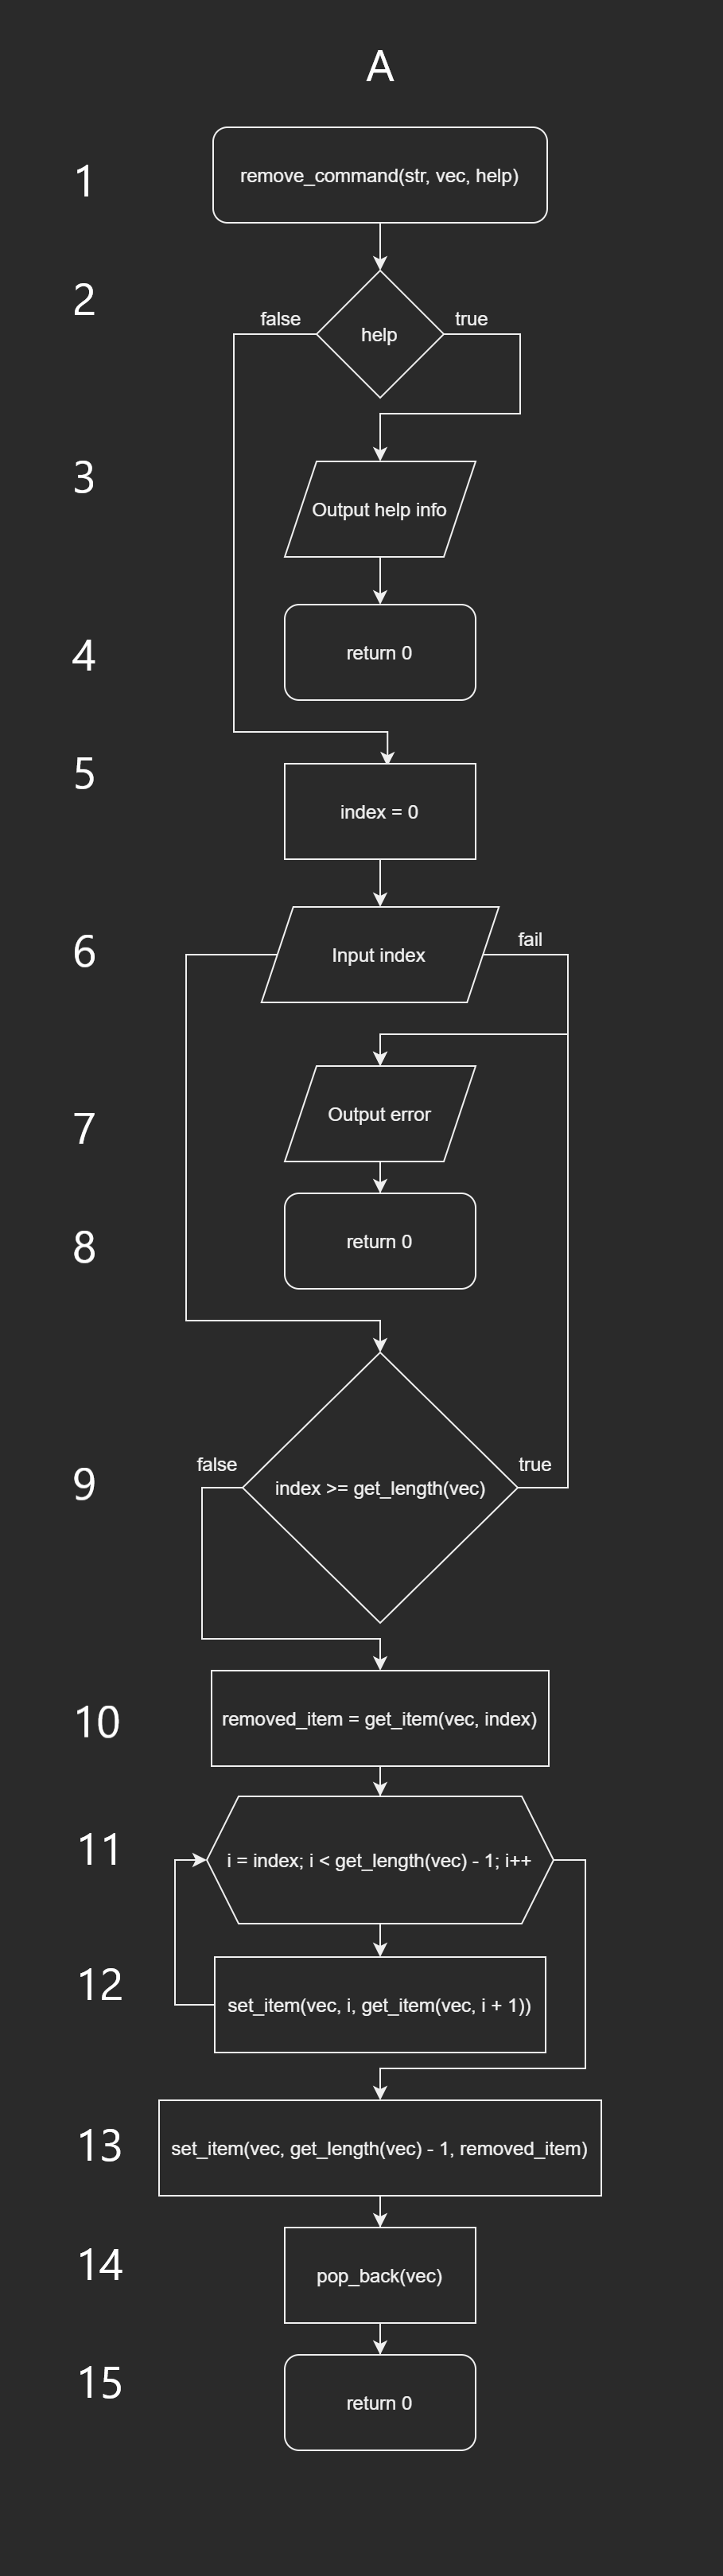 A
1
remove_command(str, vec, help)
2
false
true
help
3
Output help info
4
return 0
5
index = 0
6
Input index
fail
7
Output error
8
return 0
9
false
true
index >= get_length(vec)
10
removed_item = get_item(vec, index)
11
i = index; i < get_length(vec) - 1; i++
12
set_item(vec, i, get_item(vec, i + 1))
13
set_item(vec, get_length(vec) - 1, removed_item)
14
pop_back(vec)
15
return 0